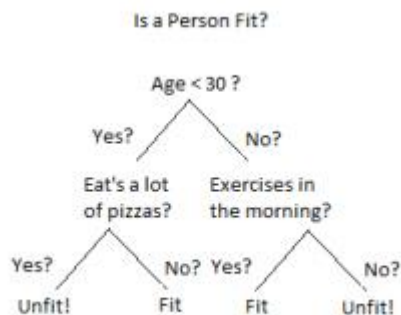 Is a Person Fit?
Age < 30 ?
Yes?
No?
Eat's a lot
of pizzas?
Exercises in
the morning?
Yes?
No?
Yes?
No?
Unfit!
Fit
Fit
Unfit!